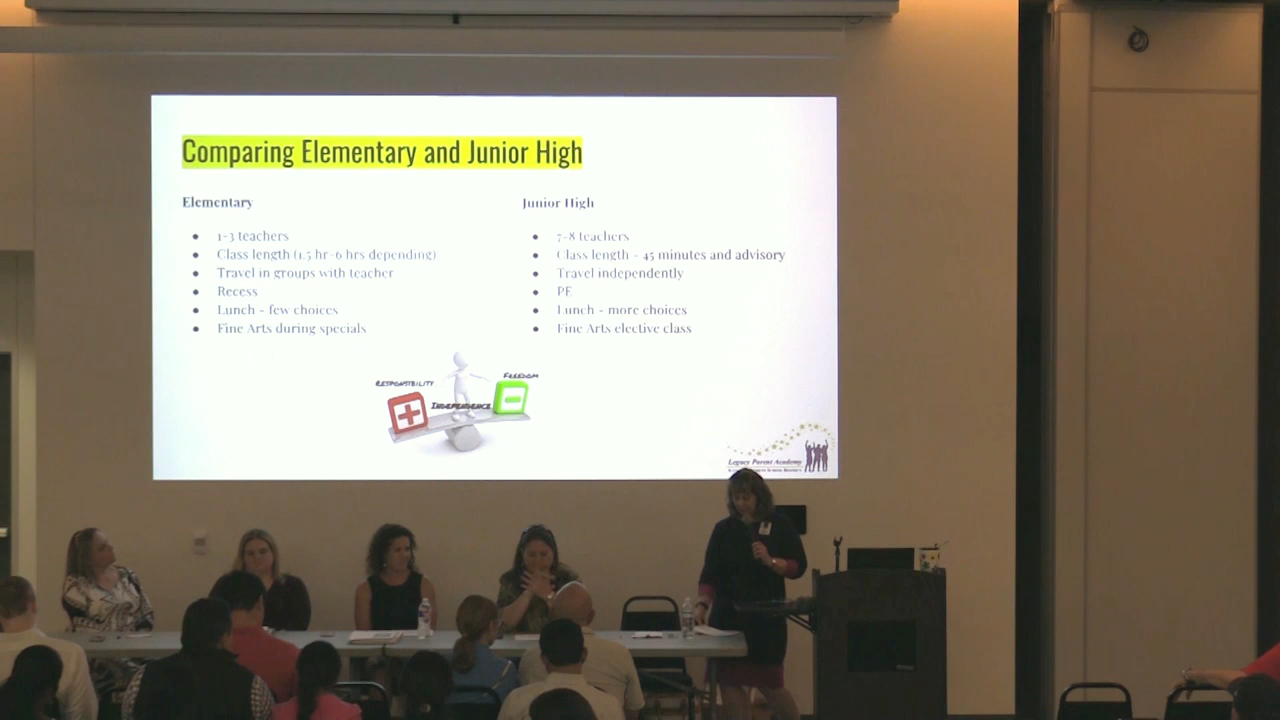 Comparing Elementary and Junior High
Elementary
● 1-3 teachers
● Class length (1.5 hr-6 hrs depending)
● Travel in groups with teacher
● Recess
● Lunch - few choices
● Fine Arts during specials
Junior High
● 7-8 teachers
● Class length - 45 minutes and advisory
● Travel independently
● PE
● Lunch - more choices
● Fine Arts elective class
RESPONSIBILITY
INDEPENDENCE
FREEDOM
Legacy Parent Academy